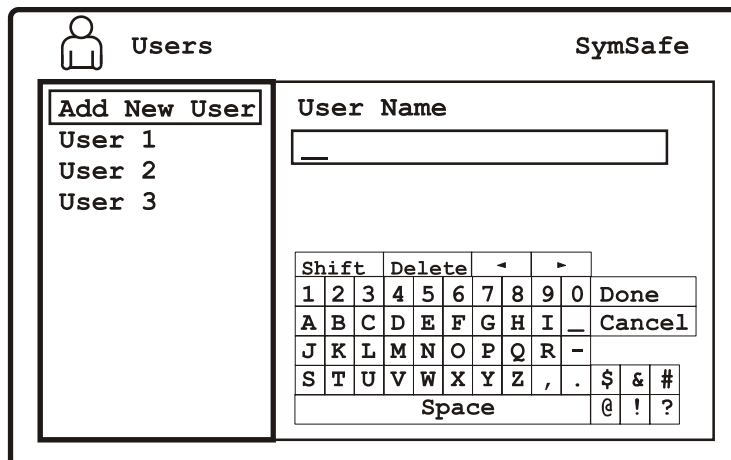 Users SymSafe
Add New User
User 1
User 2
User 3
User Name
_
Shift Delete ◄ ►
1 2 3 4 5 6 7 8 9 0 Done
A B C D E F G H I _ Cancel
J K L M N O P Q R -
S T U V W X Y Z , . $ & #
Space @ ! ?